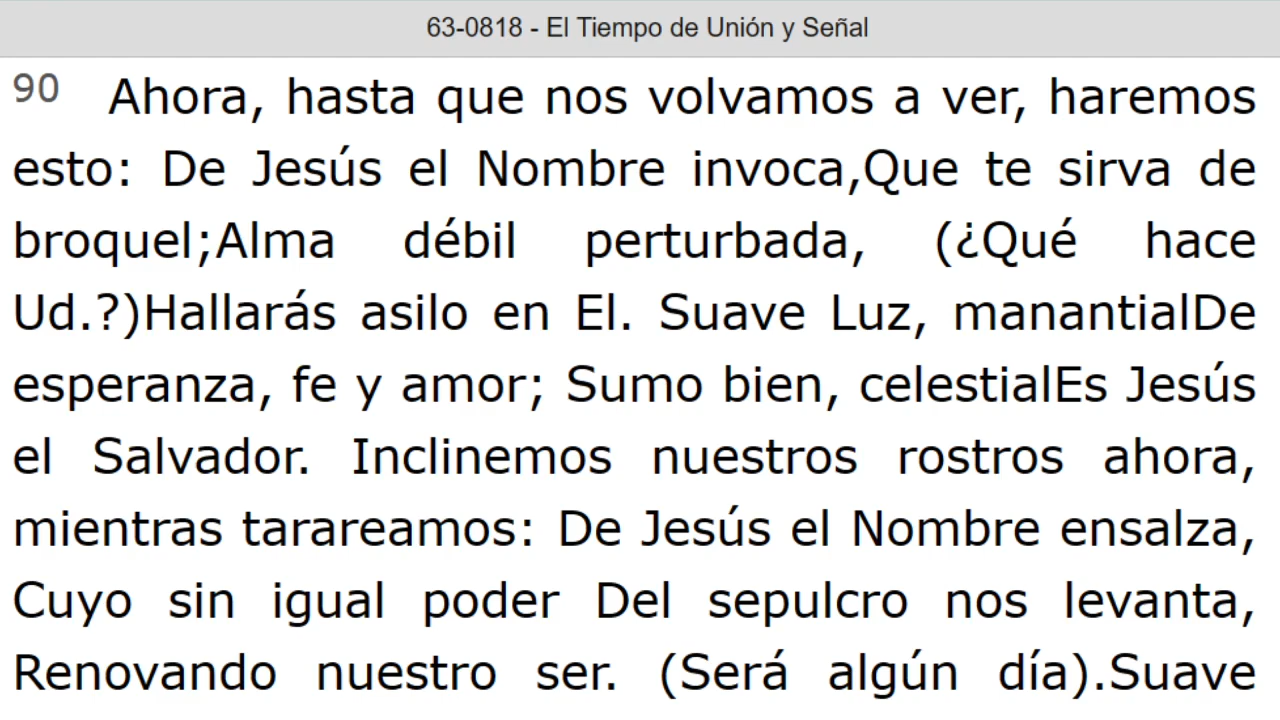 63-0818 - El Tiempo de Unión y Señal
90 Ahora, hasta que nos volvamos a ver, haremos
esto: De Jesús el Nombre invoca,Que te sirva de
broquel;Alma débil perturbada, (¿Qué hace
Ud.?)Hallarás asilo en El. Suave Luz, manantialDe
esperanza, fe y amor; Sumo bien, celestialEs Jesús
el Salvador. Inclinemos nuestros rostros ahora,
mientras tarareamos: De Jesús el Nombre ensalza,
Cuyo sin igual poder Del sepulcro nos levanta,
Renovando nuestro ser. (Será algún día).Suave